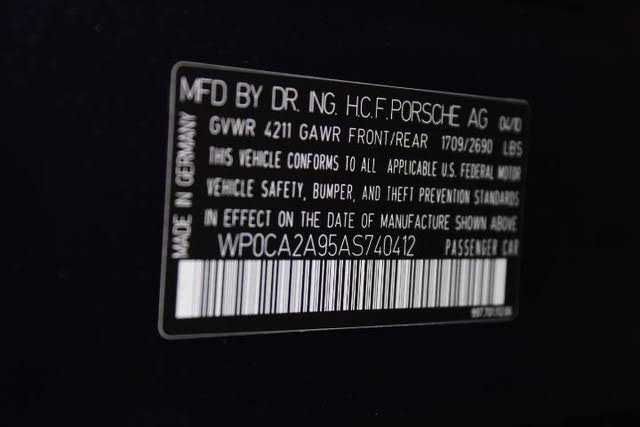 MFD BY DR. ING. H.C.F. PORSCHE AG 04/10
GVWR 4211 GAWR FRONT/REAR 1709/2690 LBS
THIS VEHICLE CONFORMS TO ALL APPLICABLE U.S. FEDERAL MOTOR
VEHICLE SAFETY, BUMPER, AND THEFT PREVENTION STANDARDS
IN EFFECT ON THE DATE OF MANUFACTURE SHOWN ABOVE
WP0CA2A95AS740412 PASSENGER CAR
MADE IN GERMANY